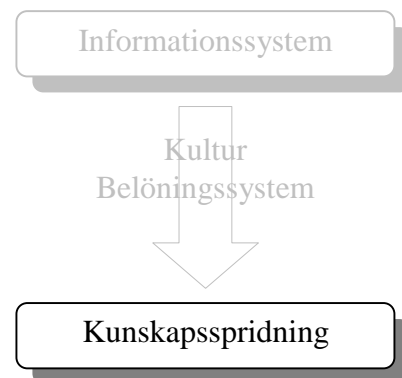 Informationssystem
Kultur
Belöningssystem
Kunskapsspridning